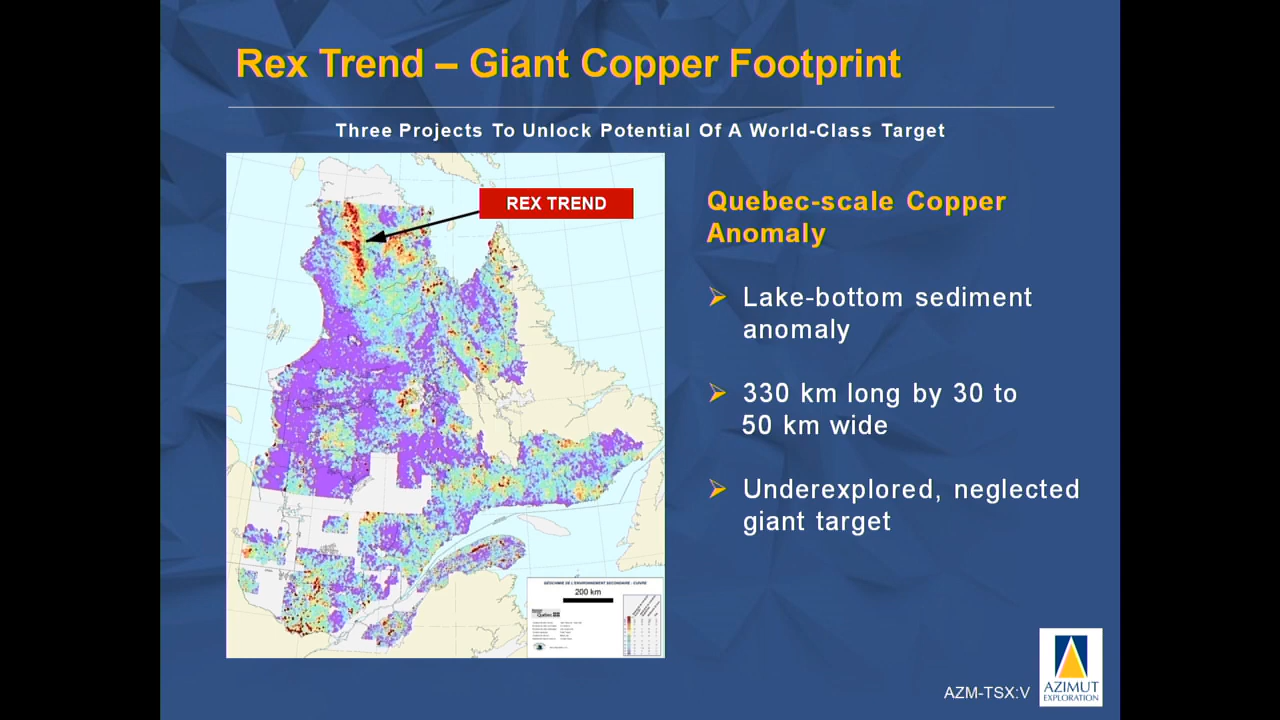 Rex Trend – Giant Copper Footprint
Three Projects To Unlock Potential Of A World-Class Target
REX TREND
Quebec-scale Copper
Anomaly
Lake-bottom sediment
anomaly
330 km long by 30 to
50 km wide
Underexplored, neglected
giant target
200 km
Québec
AZM-TSX:V
AZIMUT
EXPLORATION